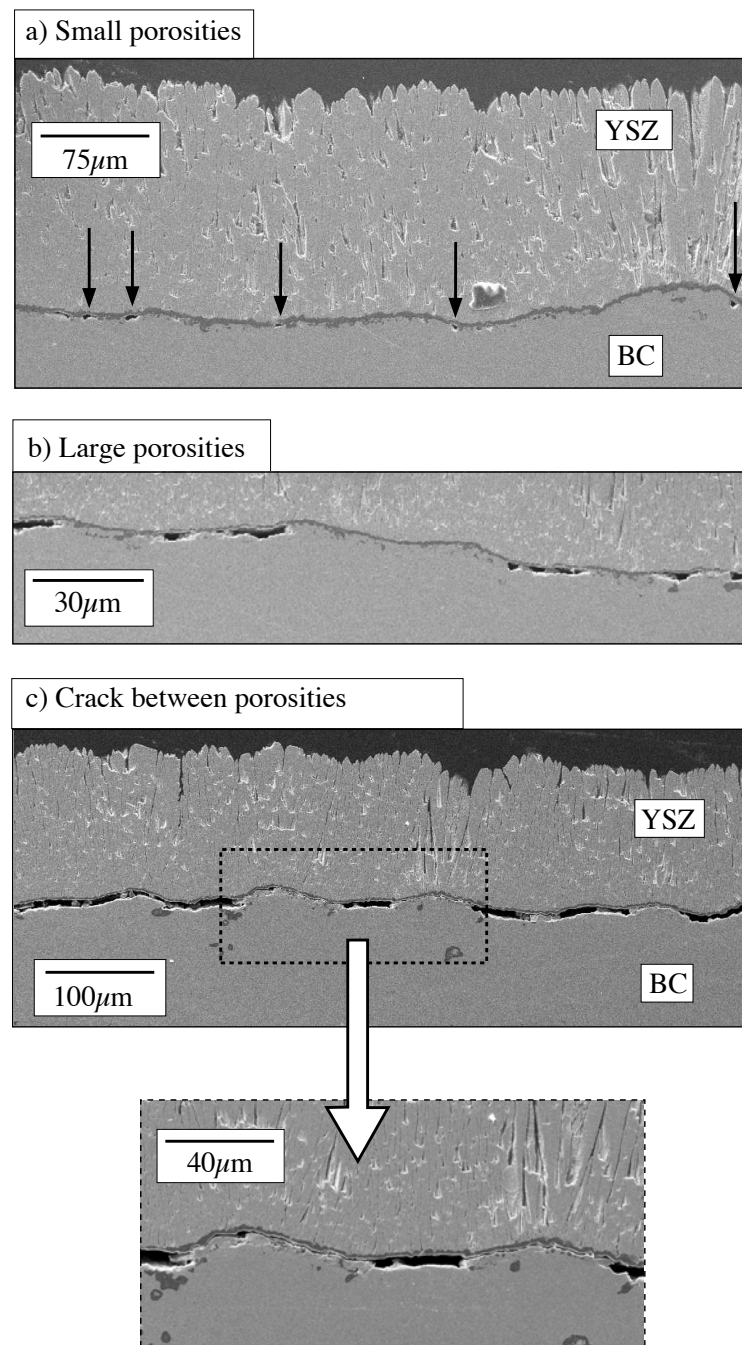 a) Small porosities
YSZ
75μm
BC
b) Large porosities
30μm
c) Crack between porosities
YSZ
100μm
BC
40μm